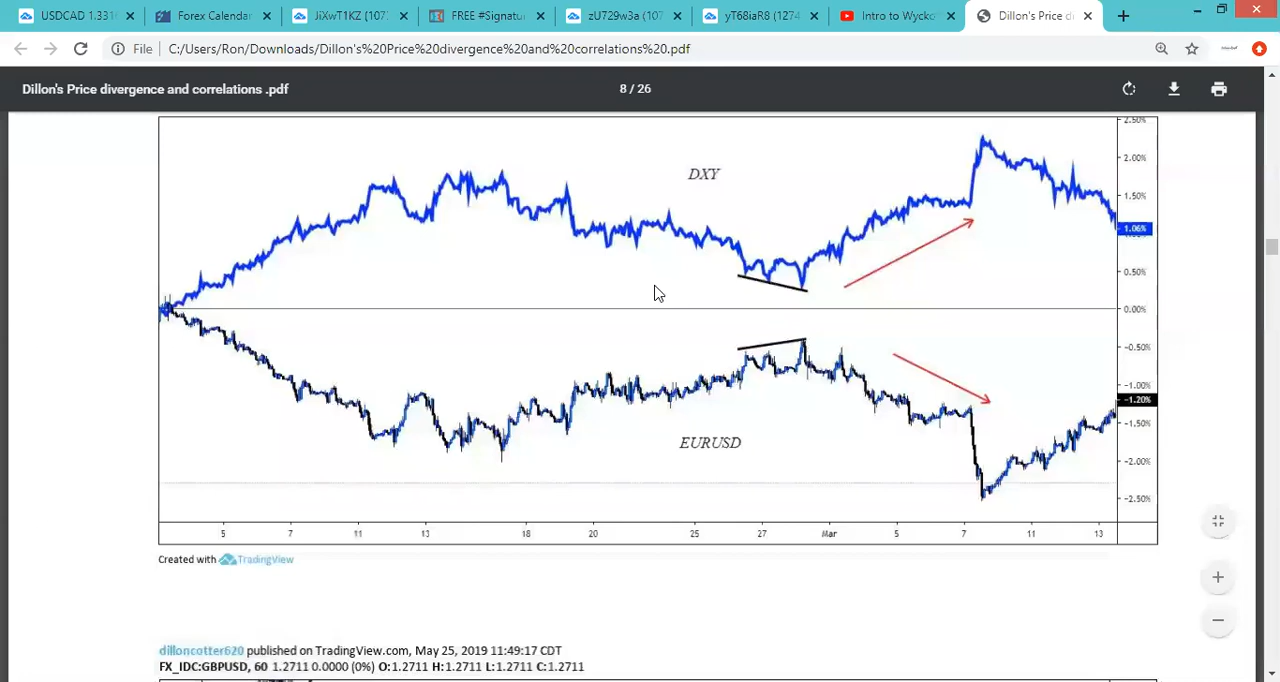 USDCAD 1.331
Forex Calendar
JiXwT1KZ (107
FREE #Signatu
zU729w3a (107
yT68iaR8 (1274
Intro to Wycko
Dillon's Price di
File
C:/Users/Ron/Downloads/Dillon's%20Price%20divergence%20and%20correlations%20.pdf
Dillon's Price divergence and correlations .pdf
8 / 26
DXY
EURUSD
2.50%
2.00%
1.50%
1.06%
0.50%
0.00%
-0.50%
-1.00%
-1.20%
-1.50%
-2.00%
-2.50%
5 7 11 13 18 20 25 27 Mar 5 7 11 13
Created with TradingView
dilloncotter620 published on TradingView.com, May 25, 2019 11:49:17 CDT
FX_IDC:GBPUSD, 60 1.2711 0.0000 (0%) O:1.2711 H:1.2711 L:1.2711 C:1.2711